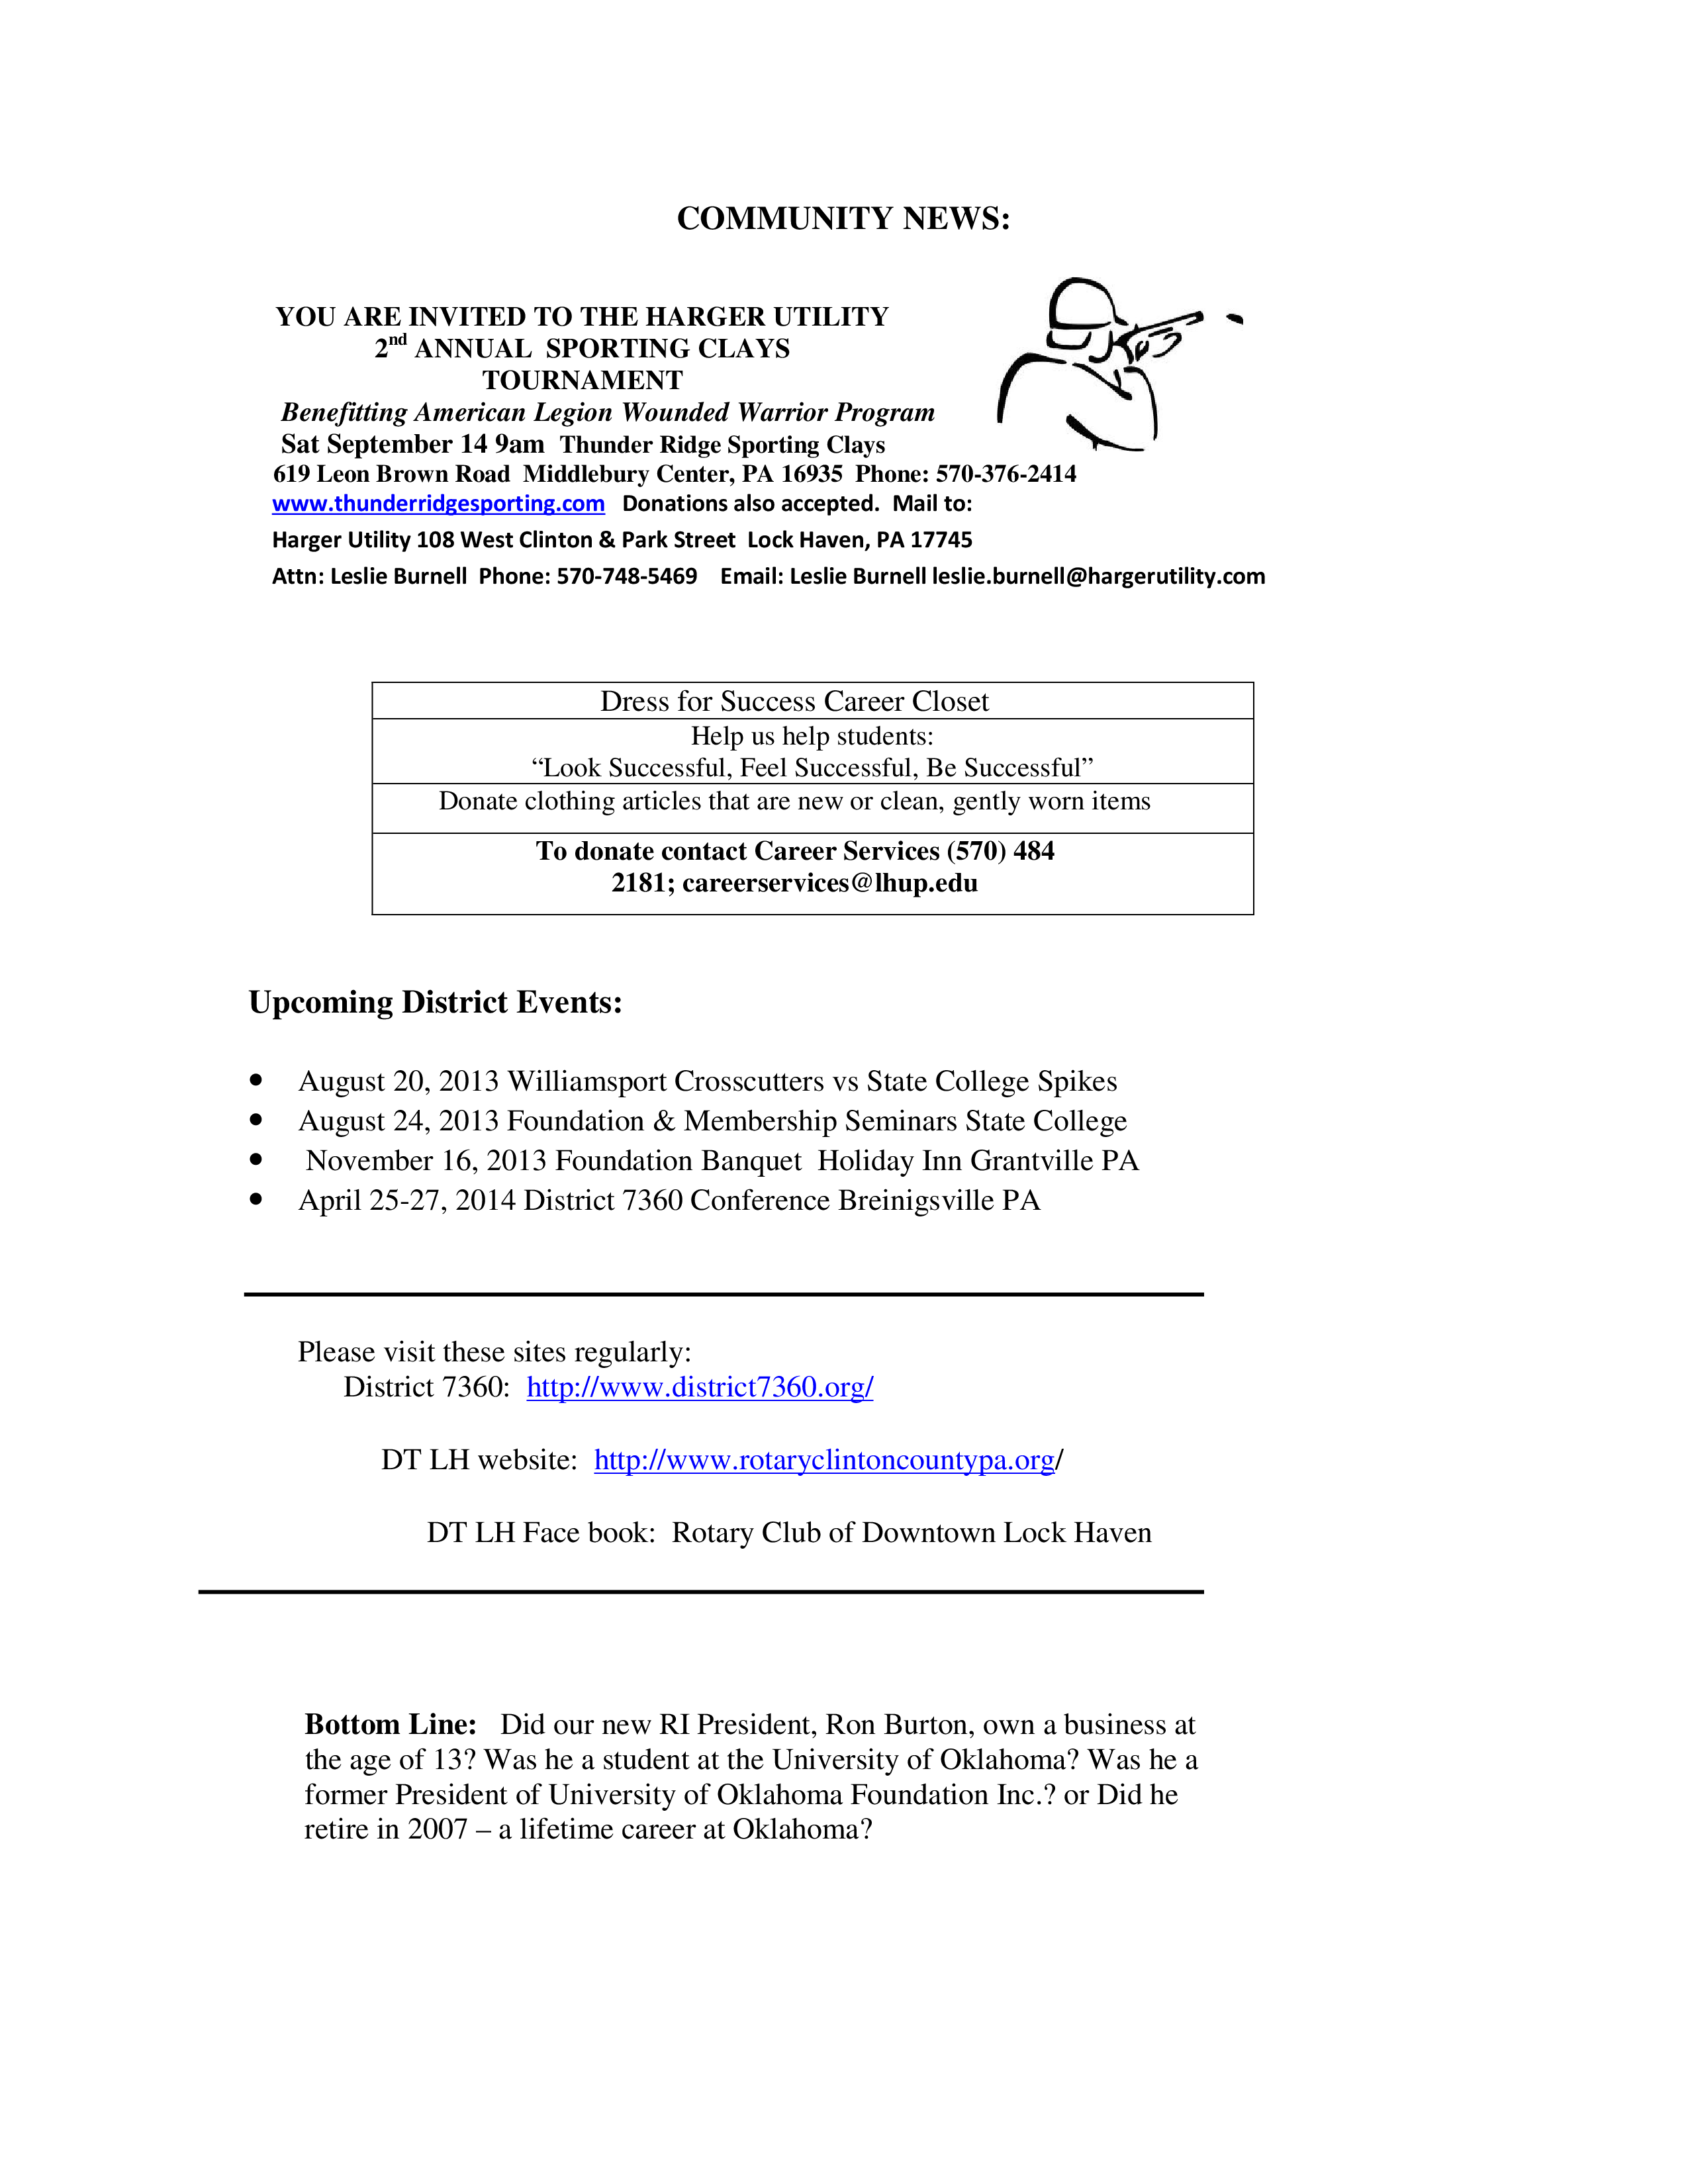 COMMUNITY NEWS:
YOU ARE INVITED TO THE HARGER UTILITY
2nd ANNUAL SPORTING CLAYS
TOURNAMENT
Benefitting American Legion Wounded Warrior Program
Sat September 14 9am Thunder Ridge Sporting Clays
619 Leon Brown Road Middlebury Center, PA 16935 Phone: 570-376-2414
www.thunderridgesporting.com Donations also accepted. Mail to:
Harger Utility 108 West Clinton & Park Street Lock Haven, PA 17745
Attn: Leslie Burnell Phone: 570-748-5469 Email: Leslie Burnell leslie.burnell@hargerutility.com
Dress for Success Career Closet
Help us help students:
“Look Successful, Feel Successful, Be Successful”
Donate clothing articles that are new or clean, gently worn items
To donate contact Career Services (570) 484
2181; careerservices@lhup.edu
Upcoming District Events:
• August 20, 2013 Williamsport Crosscutters vs State College Spikes
• August 24, 2013 Foundation & Membership Seminars State College
• November 16, 2013 Foundation Banquet Holiday Inn Grantville PA
• April 25-27, 2014 District 7360 Conference Breinigsville PA
Please visit these sites regularly:
District 7360: http://www.district7360.org/
DT LH website: http://www.rotaryclintoncountypa.org/
DT LH Face book: Rotary Club of Downtown Lock Haven
Bottom Line: Did our new RI President, Ron Burton, own a business at
the age of 13? Was he a student at the University of Oklahoma? Was he a
former President of University of Oklahoma Foundation Inc.? or Did he
retire in 2007 – a lifetime career at Oklahoma?